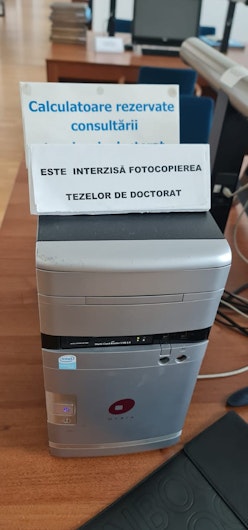 Calculatoare rezervate
consultării
ESTE INTERZISĂ FOTOCOPIEREA
TEZELOR DE DOCTORAT